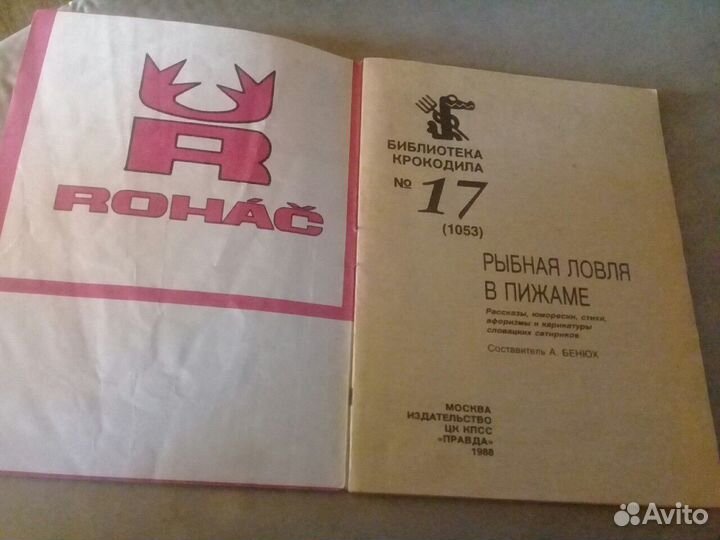 R
ROHÁČ
БИБЛИОТЕКА
КРОКОДИЛА
№ 17
(1053)
РЫБНАЯ ЛОВЛЯ
В ПИЖАМЕ
Рассказы, юморески, стихи,
афоризмы и карикатуры
словацких сатириков
Составитель А. БЕНЮХ
МОСКВА
ИЗДАТЕЛЬСТВО
ЦК КПСС
«ПРАВДА»
1988
Avito